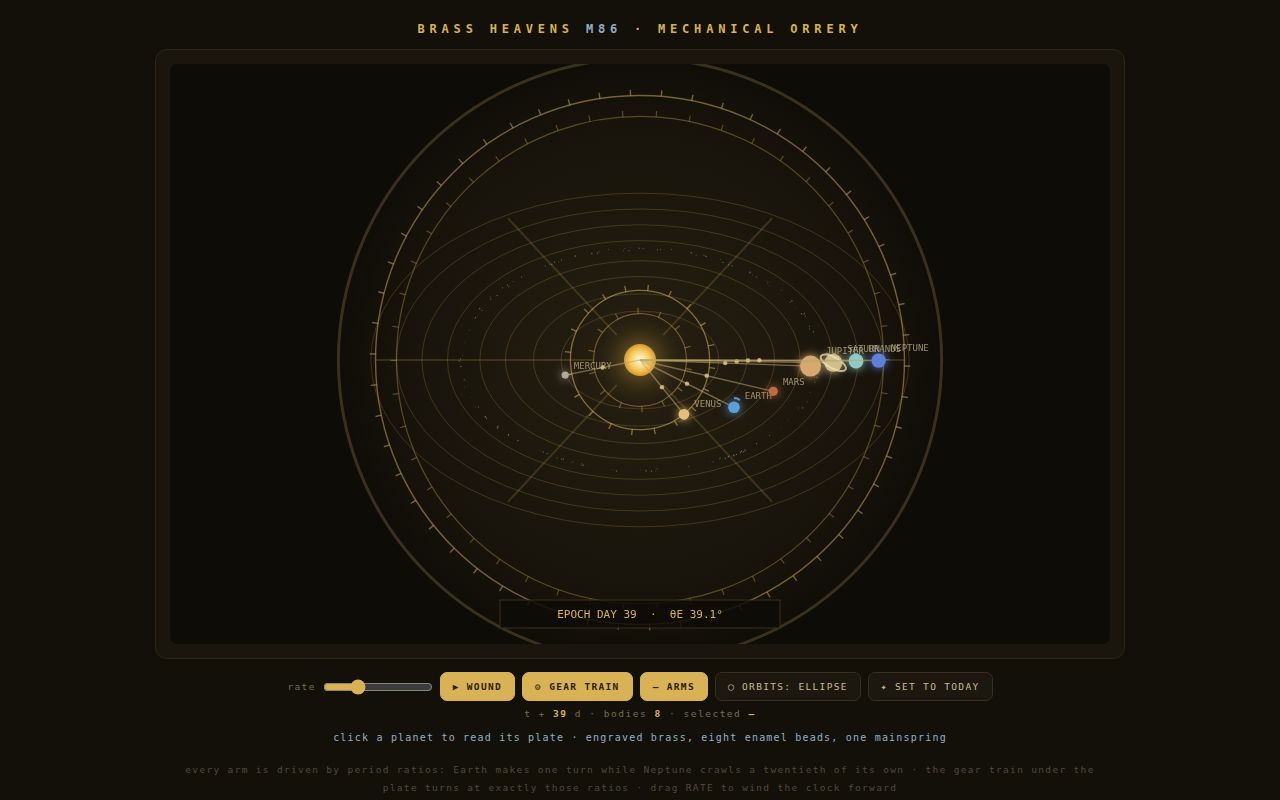 BRASS HEAVENS M86 · MECHANICAL ORRERY
JUPITER SATURN URANUS NEPTUNE
MERCURY
MARS
EARTH
VENUS
EPOCH DAY 39 · θE 39.1°
rate ▶ WOUND ⚙ GEAR TRAIN — ARMS ○ ORBITS: ELLIPSE ✦ SET TO TODAY
t + 39 d · bodies 8 · selected —
click a planet to read its plate · engraved brass, eight enamel beads, one mainspring
every arm is driven by period ratios: Earth makes one turn while Neptune crawls a twentieth of its own · the gear train under the
plate turns at exactly those ratios · drag RATE to wind the clock forward